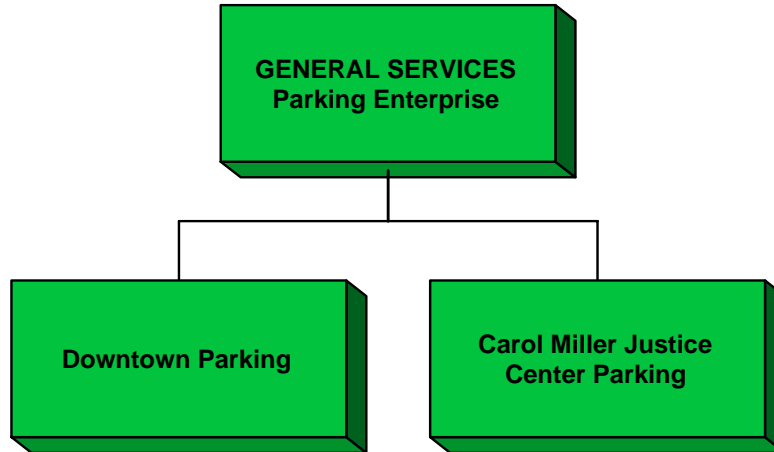 GENERAL SERVICES
Parking Enterprise
Downtown Parking
Carol Miller Justice
Center Parking